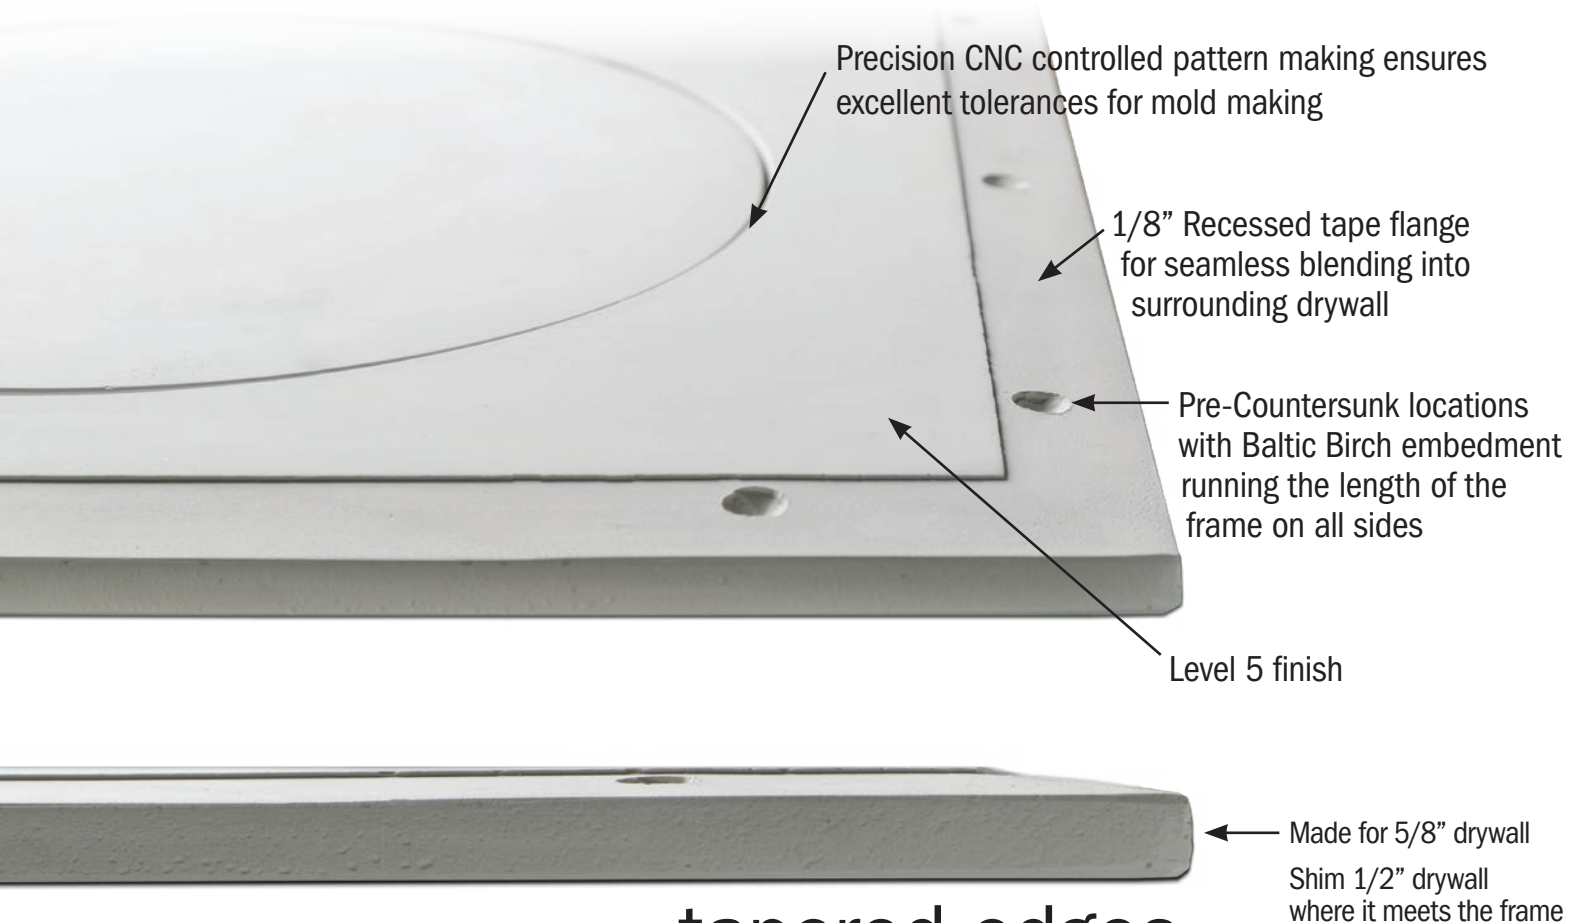 Precision CNC controlled pattern making ensures
excellent tolerances for mold making
1/8” Recessed tape flange
for seamless blending into
surrounding drywall
Pre-Countersunk locations
with Baltic Birch embedment
running the length of the
frame on all sides
Level 5 finish
Made for 5/8” drywall
Shim 1/2” drywall
where it meets the frame
tapered edges